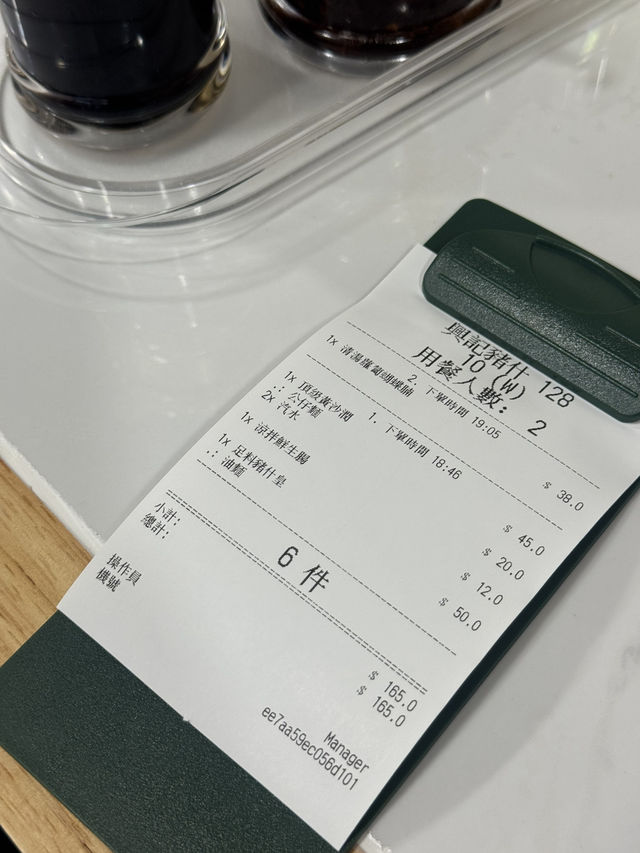 興記豬什 128
10 (W)
用餐人數: 2
2. 下單時間 19:05
1x 清湯蘿蔔蝴蝶腩 $ 38.0
1. 下單時間 18:46
1x 頂級黃沙潤 $ 45.0
.: 公仔麵
2x 汽水 $ 20.0
1x 涼拌鮮生腸 $ 12.0
1x 足料豬什皇 $ 50.0
.: 油麵
6 件
小計: $ 165.0
總計: $ 165.0
操作員 Manager
機號 ee7aa59ec056d101